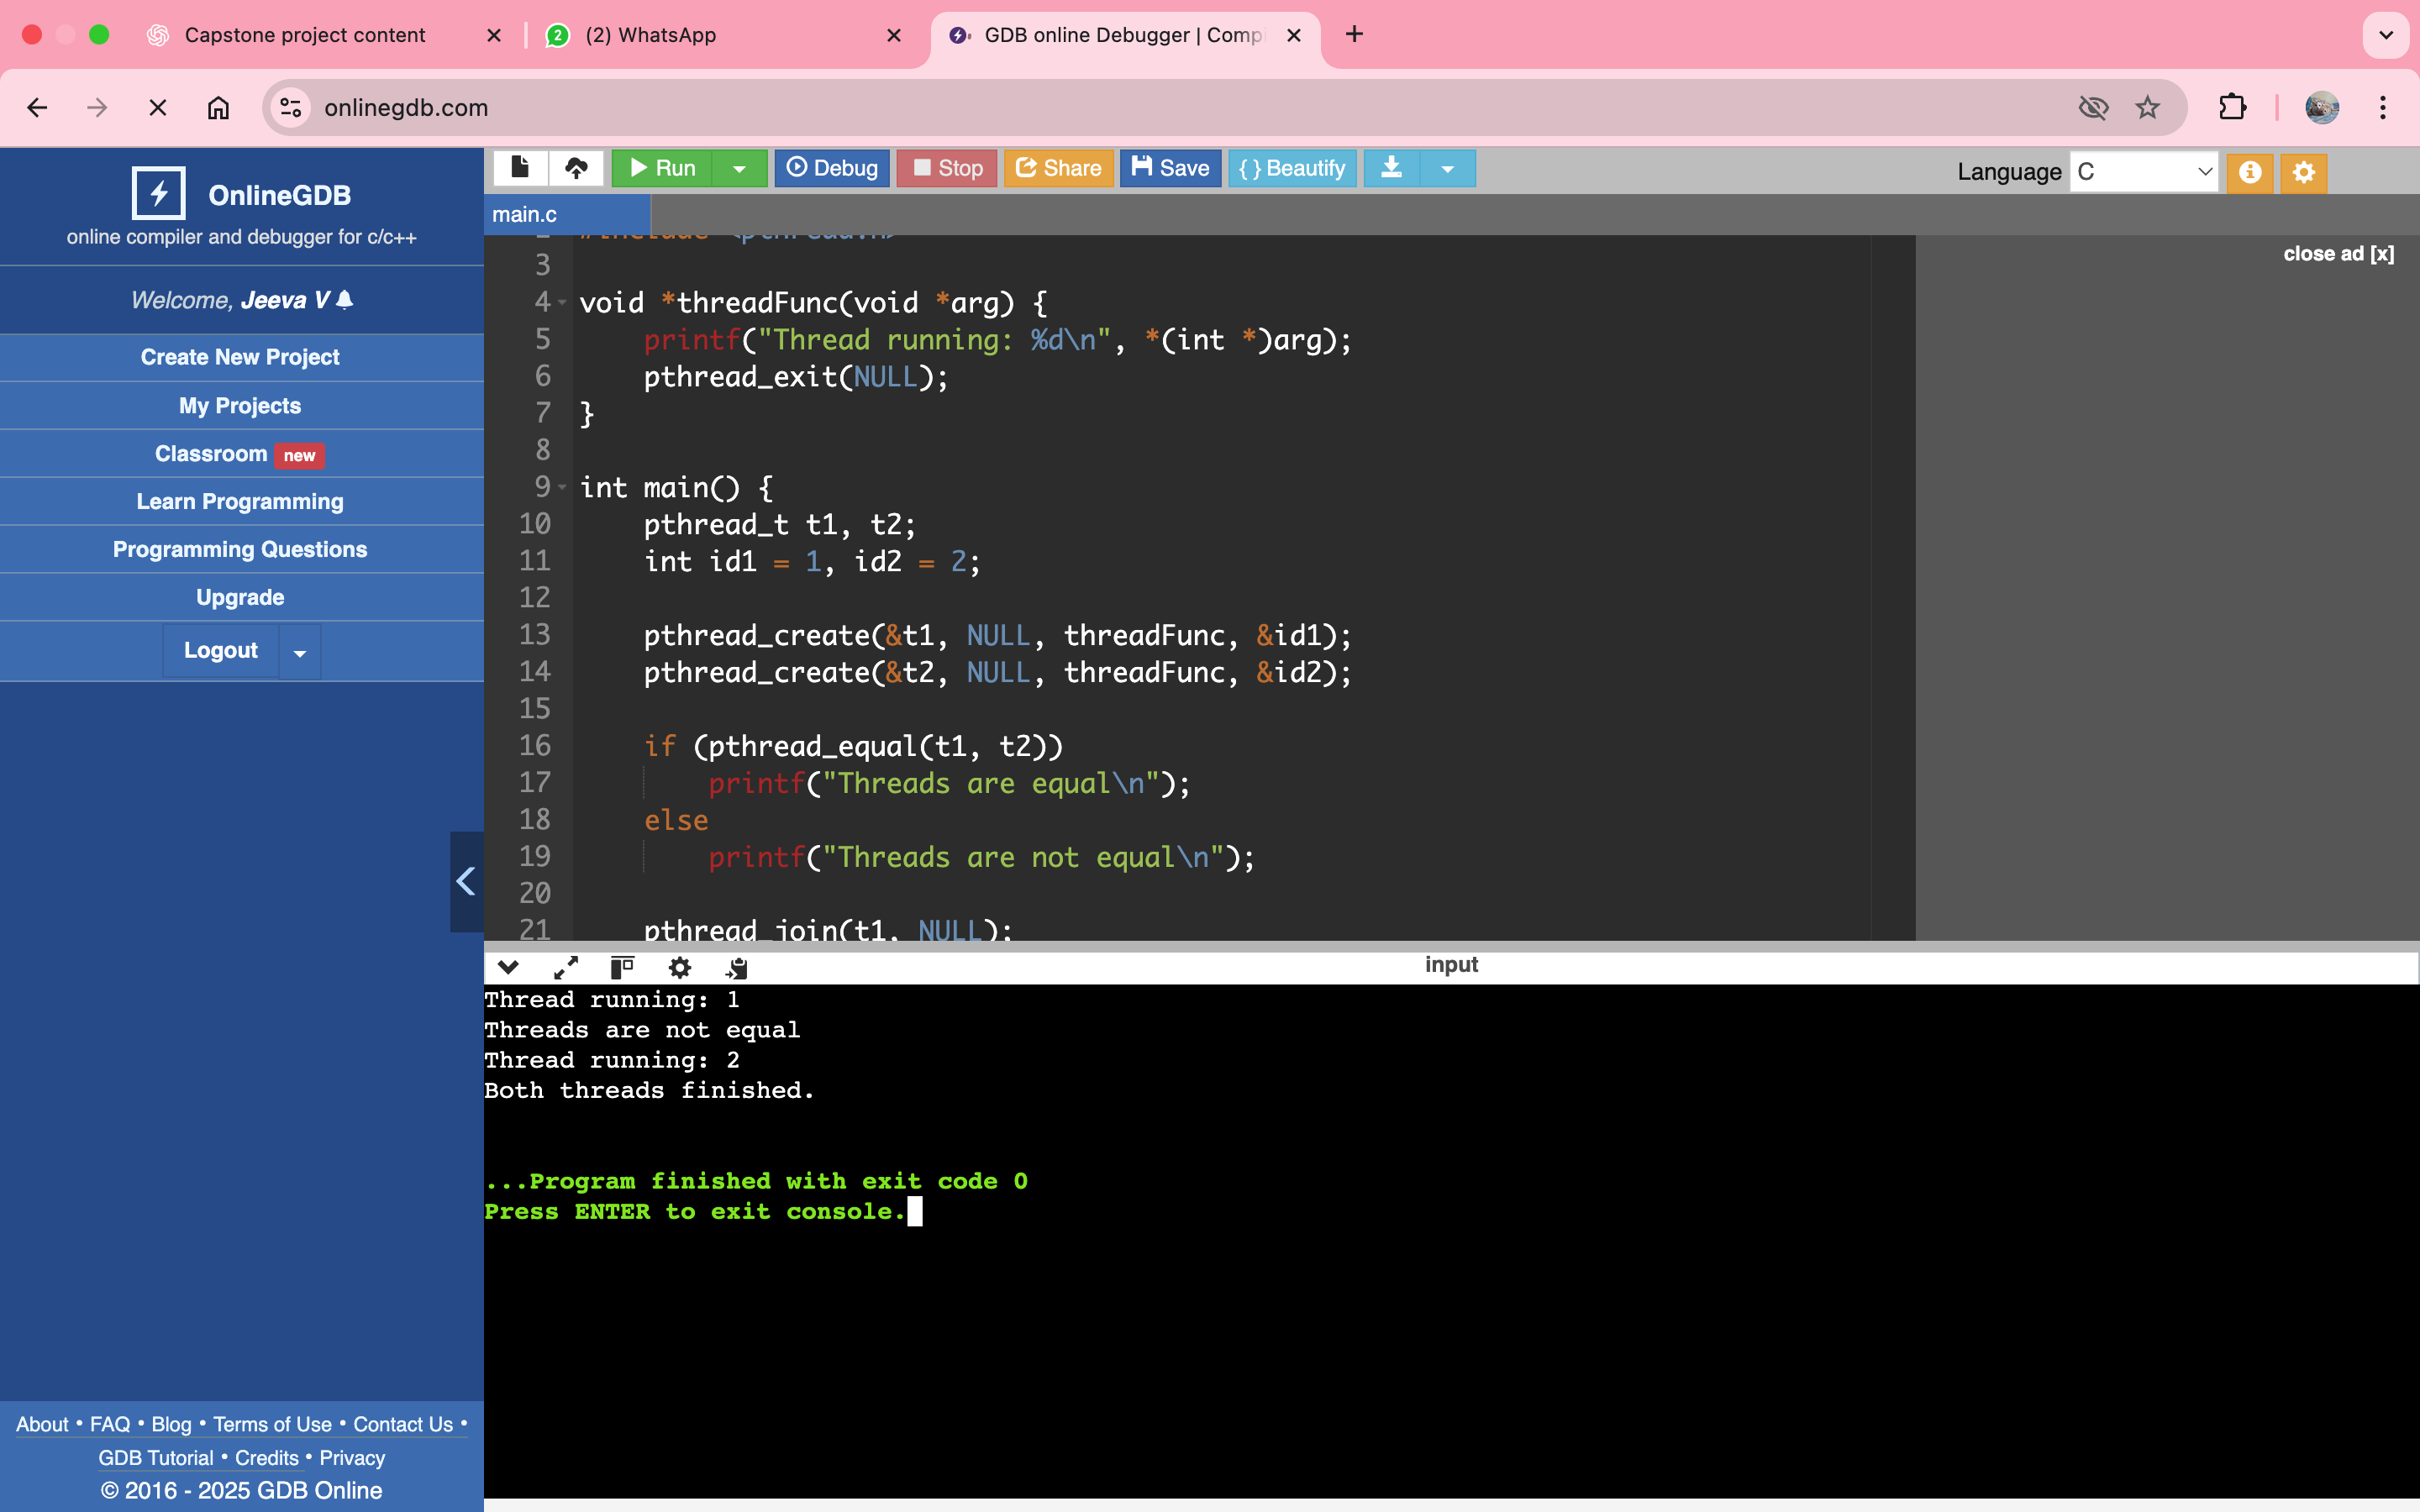 Capstone project content
2
(2) WhatsApp
GDB online Debugger | Comp
onlinegdb.com
OnlineGDB
online compiler and debugger for c/c++
Welcome, Jeeva V
Create New Project
My Projects
Classroom new
Learn Programming
Programming Questions
Upgrade
Logout
About • FAQ • Blog • Terms of Use • Contact Us •
GDB Tutorial • Credits • Privacy
© 2016 - 2025 GDB Online
Run
Debug
Stop
Share
Save
{ } Beautify
Language C
main.c
close ad [x]
2 #include <pthread.h>
3
4 void *threadFunc(void *arg) {
5 printf("Thread running: %d\n", *(int *)arg);
6 pthread_exit(NULL);
7 }
8
9 int main() {
10 pthread_t t1, t2;
11 int id1 = 1, id2 = 2;
12
13 pthread_create(&t1, NULL, threadFunc, &id1);
14 pthread_create(&t2, NULL, threadFunc, &id2);
15
16 if (pthread_equal(t1, t2))
17 printf("Threads are equal\n");
18 else
19 printf("Threads are not equal\n");
20
21 pthread_join(t1, NULL);
input
Thread running: 1
Threads are not equal
Thread running: 2
Both threads finished.
...Program finished with exit code 0
Press ENTER to exit console.